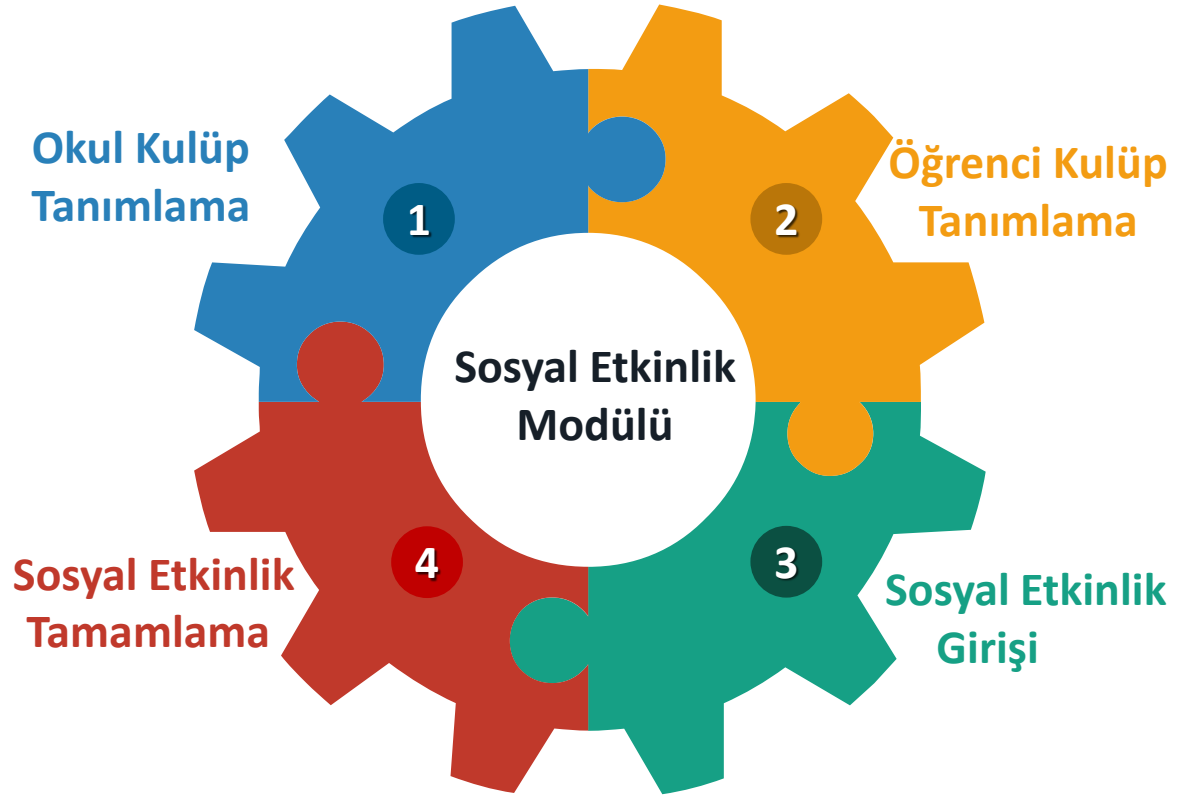 Okul Kulüp
Tanımlama
1
Öğrenci Kulüp
Tanımlama
2
Sosyal Etkinlik
Modülü
Sosyal Etkinlik
Girişi
3
Sosyal Etkinlik
Tamamlama
4